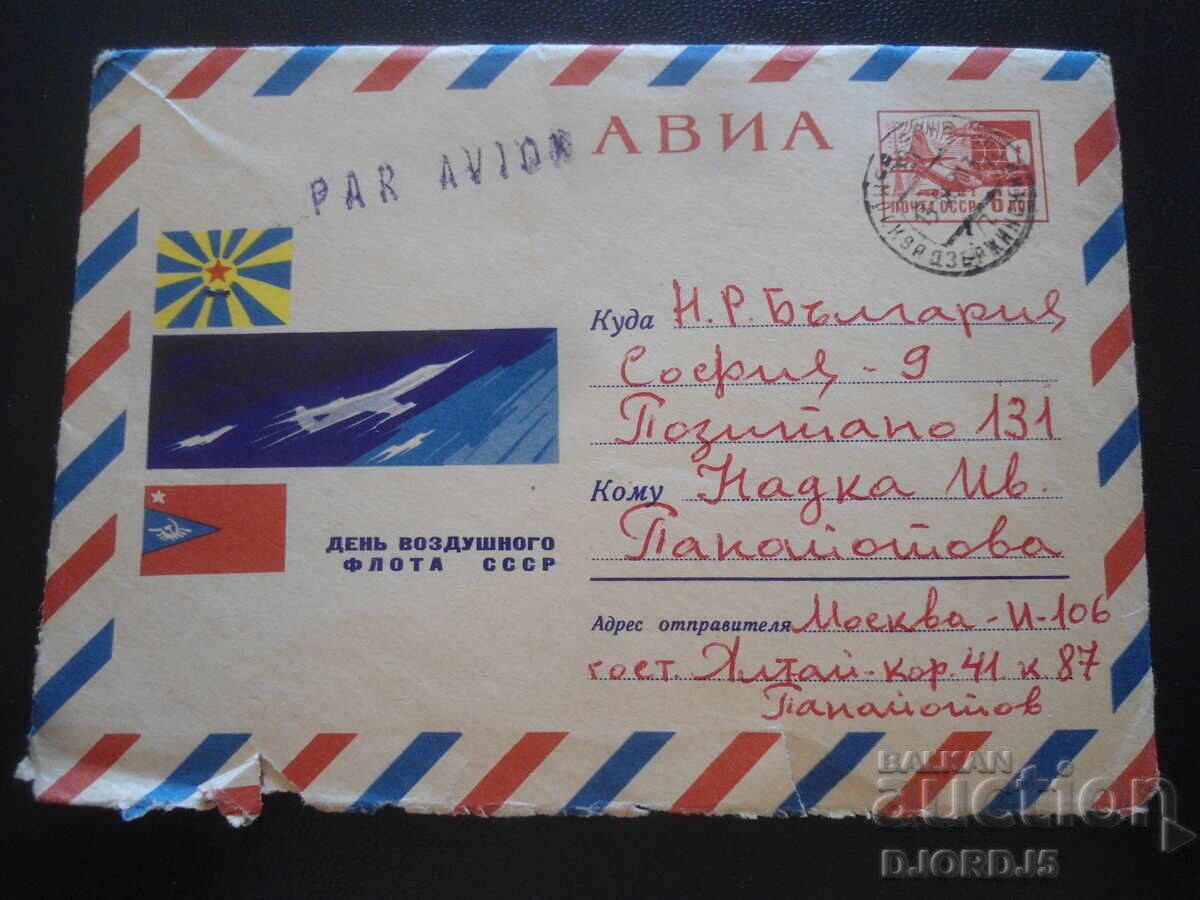 АВИА
PAR AVION
ПОЧТА СССР 6 КОП
Куда Н.Р. България
София - 9
Позитано 131
Кому Надка Ив.
Панайотова
ДЕНЬ ВОЗДУШНОГО
ФЛОТА СССР
Адрес отправителя Москва-И-106
гост. Ялтай-кор. 41 к 87
Панайотов
BALKAN
auction
DJORDJ5